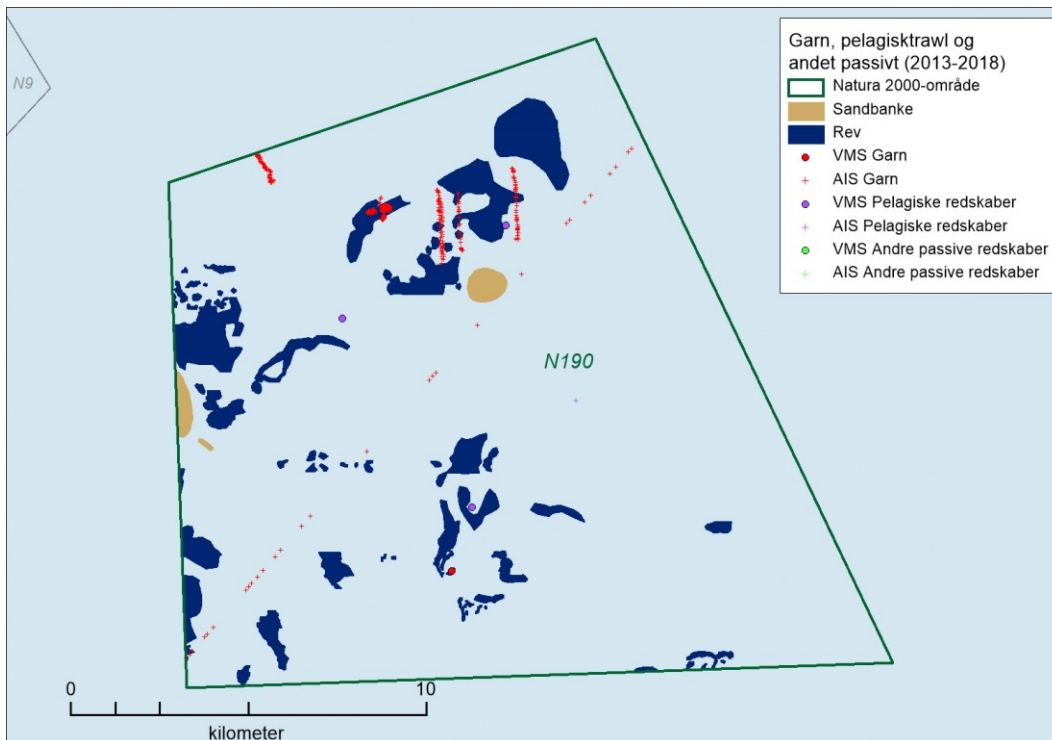 N9
Garn, pelagisktrawl og
andet passivt (2013-2018)
Natura 2000-område
Sandbanke
Rev
VMS Garn
AIS Garn
VMS Pelagiske redskaber
AIS Pelagiske redskaber
VMS Andre passive redskaber
AIS Andre passive redskaber
N190
0 10
kilometer